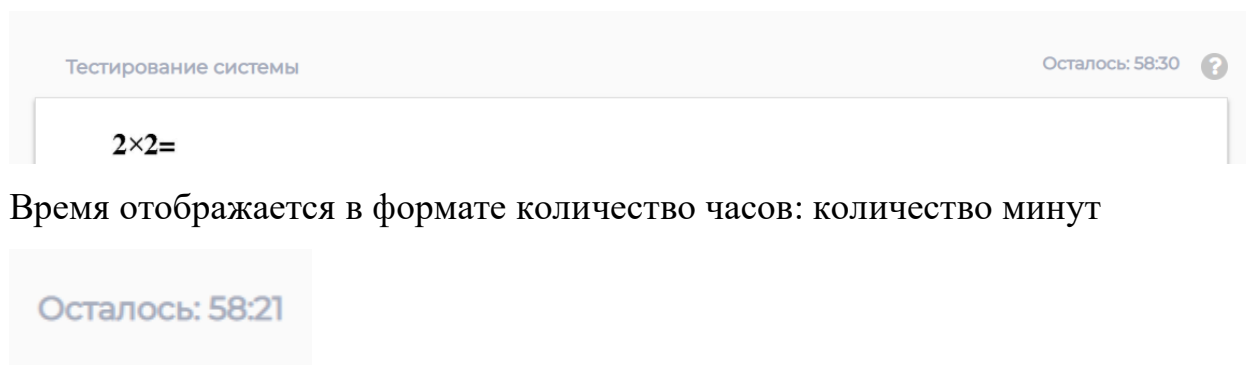 Тестирование системы Осталось: 58:30 ?
2×2=
Время отображается в формате количество часов: количество минут
Осталось: 58:21